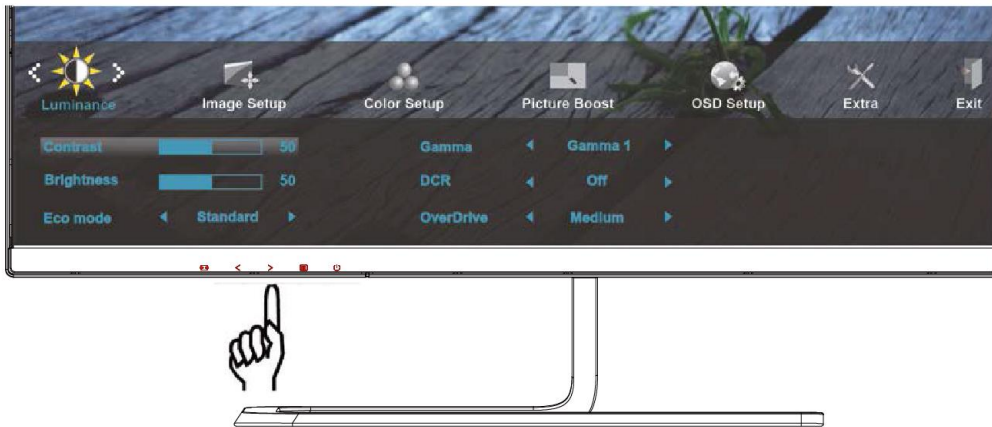 Luminance Image Setup Color Setup Picture Boost OSD Setup Extra Exit
Contrast 50 Gamma Gamma 1
Brightness 50 DCR Off
Eco mode Standard OverDrive Medium